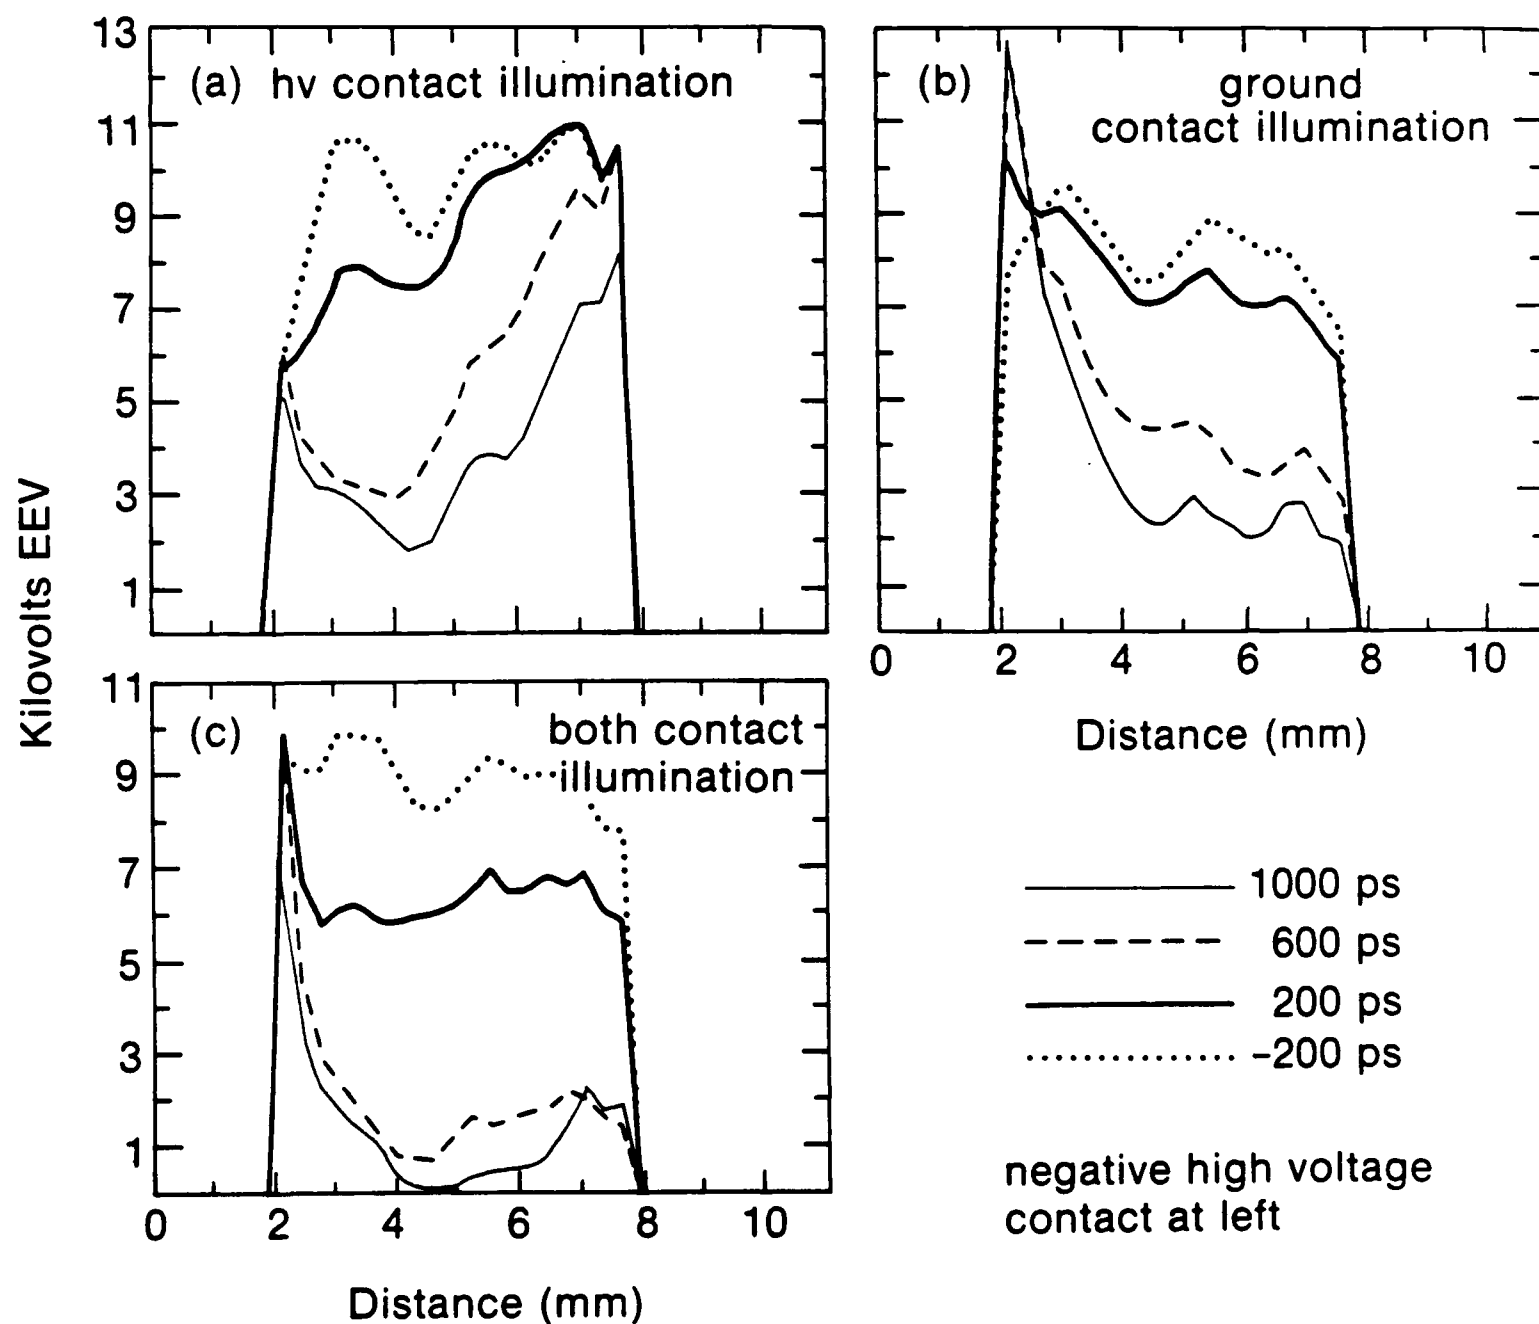 Kilovolts EEV
13
11
9
7
5
3
1
(a) hv contact illumination
(b) ground
contact illumination
0 2 4 6 8 10
Distance (mm)
11
9
7
5
3
1
(c) both contact
illumination
0 2 4 6 8 10
Distance (mm)
1000 ps
600 ps
200 ps
-200 ps
negative high voltage
contact at left